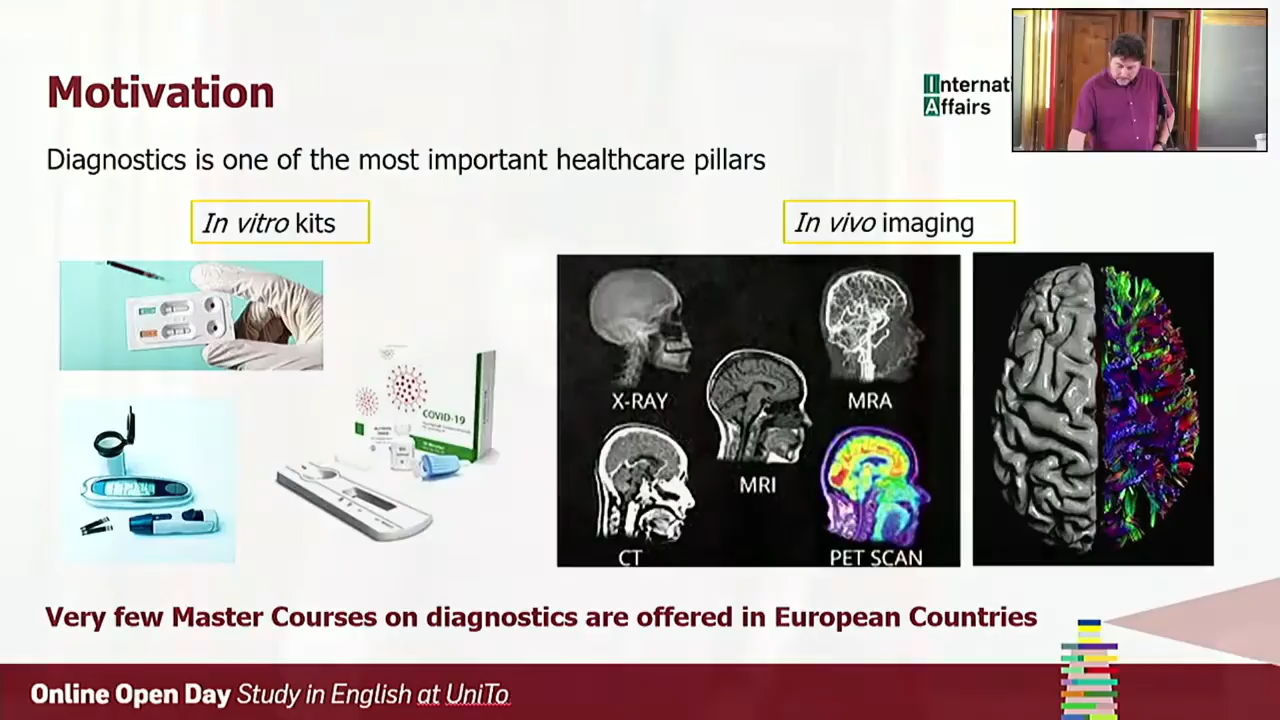 Motivation
Internati
Affairs
Diagnostics is one of the most important healthcare pillars
In vitro kits
In vivo imaging
COVID-19
X-RAY
MRA
MRI
CT
PET SCAN
Very few Master Courses on diagnostics are offered in European Countries
Online Open Day Study in English at UniTo